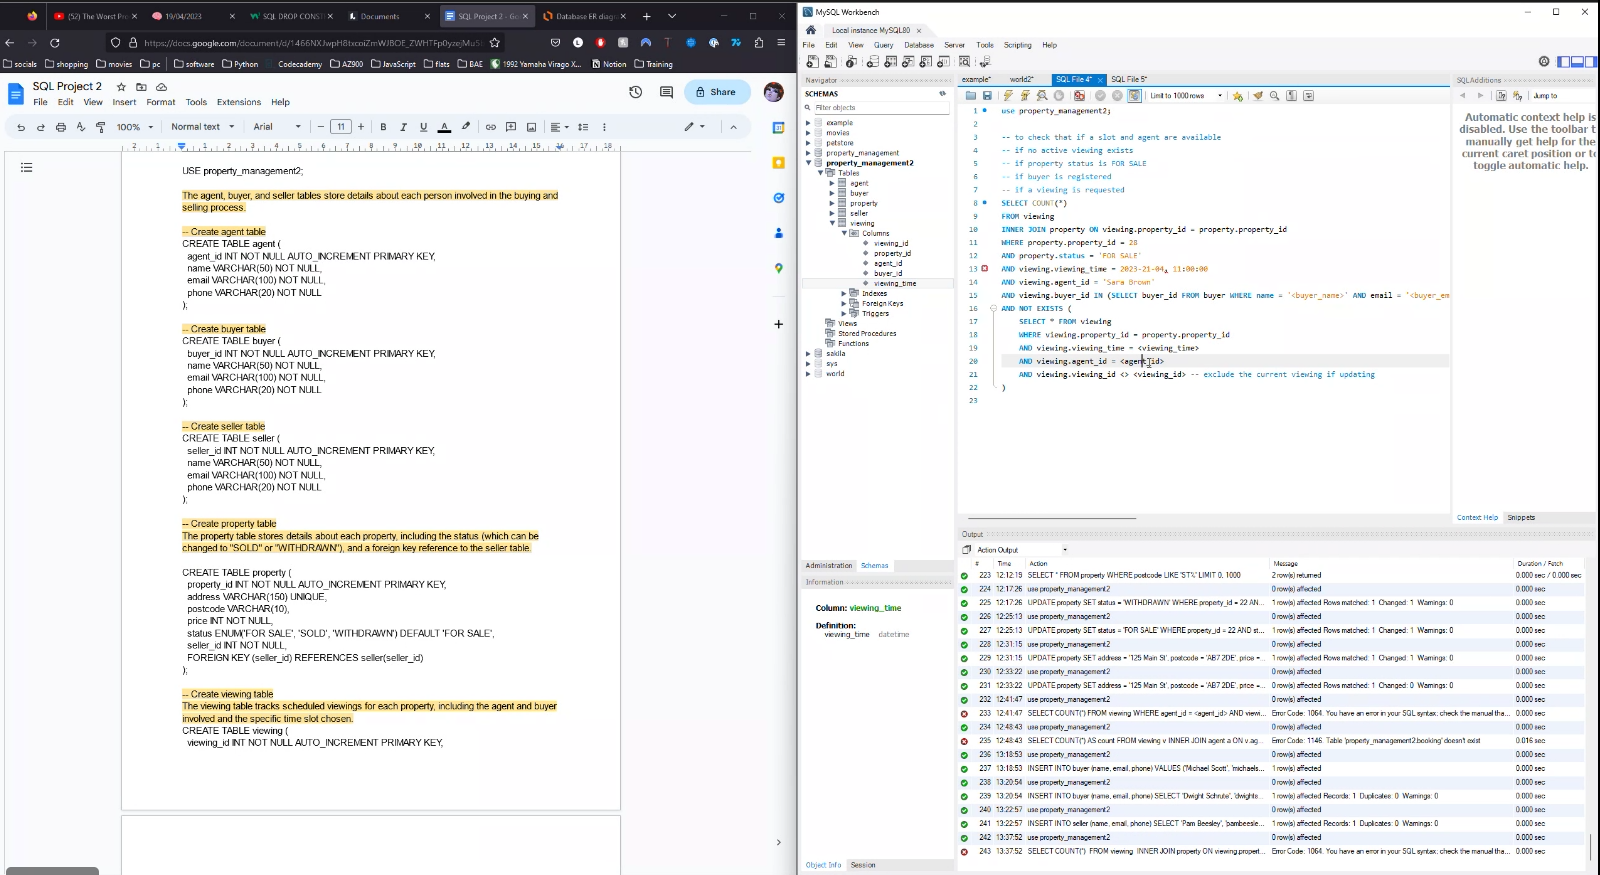 (52) The Worst Pr
19/04/2023
SQL DROP CONST
Documents
SQL Project 2 - Go
Database ER diag
https://docs.google.com/document/d/1466NXJwpH8txcoiZmWJBOE_ZWHTFp0yzejMu5
socials
shopping
movies
pc
software
Python
Codecademy
AZ900
JavaScript
flats
BAE
1992 Yamaha Virago X...
Notion
Training
SQL Project 2
File Edit View Insert Format Tools Extensions Help
Share
100%
Normal text
Arial
11
USE property_management2;
The agent, buyer, and seller tables store details about each person involved in the buying and
selling process.
-- Create agent table
CREATE TABLE agent (
agent_id INT NOT NULL AUTO_INCREMENT PRIMARY KEY,
name VARCHAR(50) NOT NULL,
email VARCHAR(100) NOT NULL,
phone VARCHAR(20) NOT NULL
);
-- Create buyer table
CREATE TABLE buyer (
buyer_id INT NOT NULL AUTO_INCREMENT PRIMARY KEY,
name VARCHAR(50) NOT NULL,
email VARCHAR(100) NOT NULL,
phone VARCHAR(20) NOT NULL
);
-- Create seller table
CREATE TABLE seller (
seller_id INT NOT NULL AUTO_INCREMENT PRIMARY KEY,
name VARCHAR(50) NOT NULL,
email VARCHAR(100) NOT NULL,
phone VARCHAR(20) NOT NULL
);
-- Create property table
The property table stores details about each property, including the status (which can be
changed to "SOLD" or "WITHDRAWN"), and a foreign key reference to the seller table.
CREATE TABLE property (
property_id INT NOT NULL AUTO_INCREMENT PRIMARY KEY,
address VARCHAR(150) UNIQUE,
postcode VARCHAR(10),
price INT NOT NULL,
status ENUM('FOR SALE', 'SOLD', 'WITHDRAWN') DEFAULT 'FOR SALE',
seller_id INT NOT NULL,
FOREIGN KEY (seller_id) REFERENCES seller(seller_id)
);
-- Create viewing table
The viewing table tracks scheduled viewings for each property, including the agent and buyer
involved and the specific time slot chosen.
CREATE TABLE viewing (
viewing_id INT NOT NULL AUTO_INCREMENT PRIMARY KEY,
MySQL Workbench
Local instance MySQL80
File Edit View Query Database Server Tools Scripting Help
Navigator
SCHEMAS
Filter objects
example
movies
petstore
property_management
property_management2
Tables
agent
buyer
property
seller
viewing
Columns
viewing_id
property_id
agent_id
buyer_id
viewing_time
Indexes
Foreign Keys
Triggers
Views
Stored Procedures
Functions
sakila
sys
world
Administration Schemas
Information
Column: viewing_time
Definition:
viewing_time datetime
Object Info Session
example* world2* SQL File 4* SQL File 5*
Limit to 1000 rows
1 use property_management2;
2
3 -- to check that if a slot and agent are available
4 -- if no active viewing exists
5 -- if property status is FOR SALE
6 -- if buyer is registered
7 -- if a viewing is requested
8 SELECT COUNT(*)
9 FROM viewing
10 INNER JOIN property ON viewing.property_id = property.property_id
11 WHERE property.property_id = 28
12 AND property.status = 'FOR SALE'
13 AND viewing.viewing_time = 2023-21-04, 11:00:00
14 AND viewing.agent_id = 'Sara Brown'
15 AND viewing.buyer_id IN (SELECT buyer_id FROM buyer WHERE name = '<buyer_name>' AND email = '<buyer_em
16 AND NOT EXISTS (
17 SELECT * FROM viewing
18 WHERE viewing.property_id = property.property_id
19 AND viewing.viewing_time = <viewing_time>
20 AND viewing.agent_id = <agent_id>
21 AND viewing.viewing_id <> <viewing_id> -- exclude the current viewing if updating
22 )
23
SQLAdditions
Jump to
Automatic context help is
disabled. Use the toolbar t
manually get help for the
current caret position or to
toggle automatic help.
Context Help Snippets
Output
Action Output
# Time Action Message Duration / Fetch
223 12:12:19 SELECT * FROM property WHERE postcode LIKE 'ST%' LIMIT 0, 1000 2 row(s) returned 0.000 sec / 0.000 sec
224 12:17:26 use property_management2 0 row(s) affected 0.000 sec
225 12:17:26 UPDATE property SET status = 'WITHDRAWN' WHERE property_id = 22 AN... 1 row(s) affected Rows matched: 1 Changed: 1 Warnings: 0 0.000 sec
226 12:25:13 use property_management2 0 row(s) affected 0.000 sec
227 12:25:13 UPDATE property SET status = 'FOR SALE' WHERE property_id = 22 AND st... 1 row(s) affected Rows matched: 1 Changed: 1 Warnings: 0 0.000 sec
228 12:31:15 use property_management2 0 row(s) affected 0.000 sec
229 12:31:15 UPDATE property SET address = '125 Main St', postcode = 'AB7 2DE', price =... 1 row(s) affected Rows matched: 1 Changed: 1 Warnings: 0 0.000 sec
230 12:33:22 use property_management2 0 row(s) affected 0.000 sec
231 12:33:22 UPDATE property SET address = '125 Main St', postcode = 'AB7 2DE', price =... 0 row(s) affected Rows matched: 1 Changed: 0 Warnings: 0 0.000 sec
232 12:41:47 use property_management2 0 row(s) affected 0.000 sec
233 12:41:47 SELECT COUNT(*) FROM viewing WHERE agent_id = <agent_id> AND viewi... Error Code: 1064. You have an error in your SQL syntax; check the manual tha... 0.000 sec
234 12:48:43 use property_management2 0 row(s) affected 0.000 sec
235 12:48:43 SELECT COUNT(*) AS count FROM viewing v INNER JOIN agent a ON v.ag... Error Code: 1146. Table 'property_management2.booking' doesn't exist 0.016 sec
236 13:18:53 use property_management2 0 row(s) affected 0.000 sec
237 13:18:53 INSERT INTO buyer (name, email, phone) VALUES ('Michael Scott', 'michaels... 1 row(s) affected 0.000 sec
238 13:20:54 use property_management2 0 row(s) affected 0.000 sec
239 13:20:54 INSERT INTO buyer (name, email, phone) SELECT 'Dwight Schrute', 'dwights... 1 row(s) affected Records: 1 Duplicates: 0 Warnings: 0 0.000 sec
240 13:22:57 use property_management2 0 row(s) affected 0.000 sec
241 13:22:57 INSERT INTO seller (name, email, phone) SELECT 'Pam Beesley', 'pambeesle... 1 row(s) affected Records: 1 Duplicates: 0 Warnings: 0 0.000 sec
242 13:37:52 use property_management2 0 row(s) affected 0.000 sec
243 13:37:52 SELECT COUNT(*) FROM viewing INNER JOIN property ON viewing.propert... Error Code: 1064. You have an error in your SQL syntax; check the manual tha... 0.000 sec